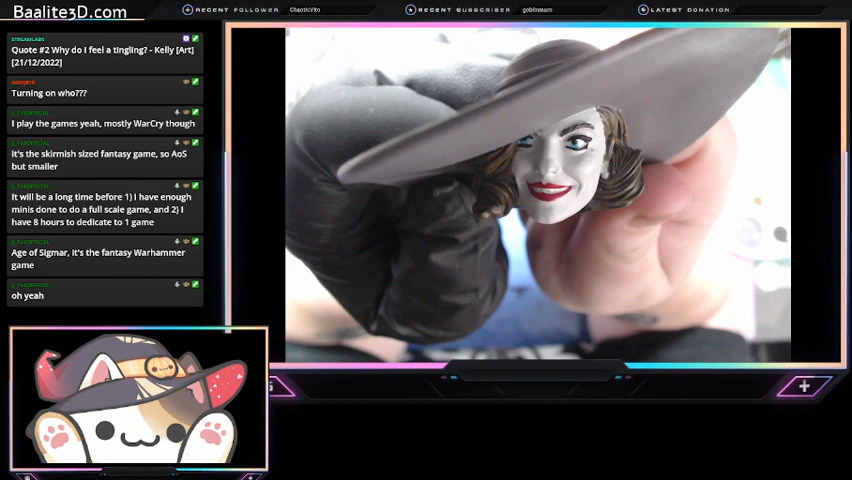 Baalite3D.com
RECENT FOLLOWER ChaoticVito
RECENT SUBSCRIBER goblinmam
LATEST DONATION
STREAMLABS
Quote #2 Why do I feel a tingling? - Kelly [Art]
[21/12/2022]
Turning on who???
I play the games yeah, mostly WarCry though
it's the skirmish sized fantasy game, so AoS
but smaller
It will be a long time before 1) I have enough
minis done to do a full scale game, and 2) I
have 8 hours to dedicate to 1 game
Age of Sigmar, it's the fantasy Warhammer
game
oh yeah